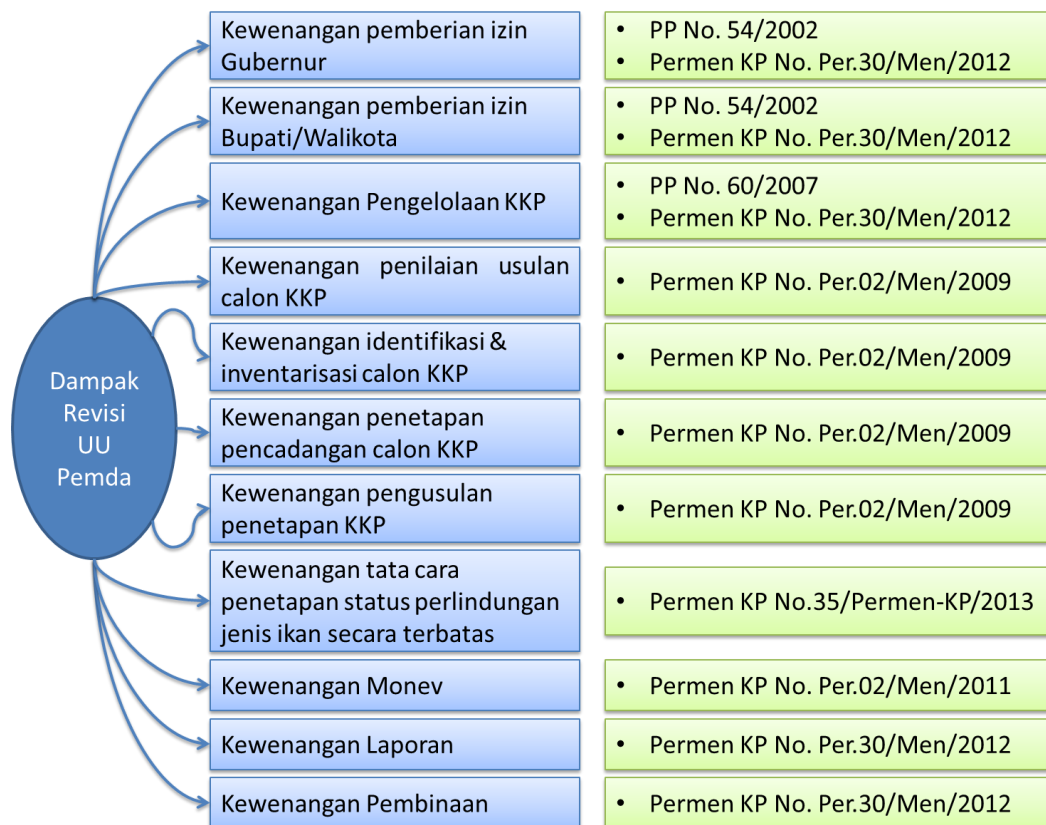 Kewenangan pemberian izin
Gubernur
• PP No. 54/2002
• Permen KP No. Per.30/Men/2012
Kewenangan pemberian izin
Bupati/Walikota
• PP No. 54/2002
• Permen KP No. Per.30/Men/2012
Kewenangan Pengelolaan KKP
• PP No. 60/2007
• Permen KP No. Per.30/Men/2012
Kewenangan penilaian usulan
calon KKP
• Permen KP No. Per.02/Men/2009
Kewenangan identifikasi &
inventarisasi calon KKP
• Permen KP No. Per.02/Men/2009
Dampak
Revisi
UU
Pemda
Kewenangan penetapan
pencadangan calon KKP
• Permen KP No. Per.02/Men/2009
Kewenangan pengusulan
penetapan KKP
• Permen KP No. Per.02/Men/2009
Kewenangan tata cara
penetapan status perlindungan
jenis ikan secara terbatas
• Permen KP No.35/Permen-KP/2013
Kewenangan Monev
• Permen KP No. Per.02/Men/2011
Kewenangan Laporan
• Permen KP No. Per.30/Men/2012
Kewenangan Pembinaan
• Permen KP No. Per.30/Men/2012